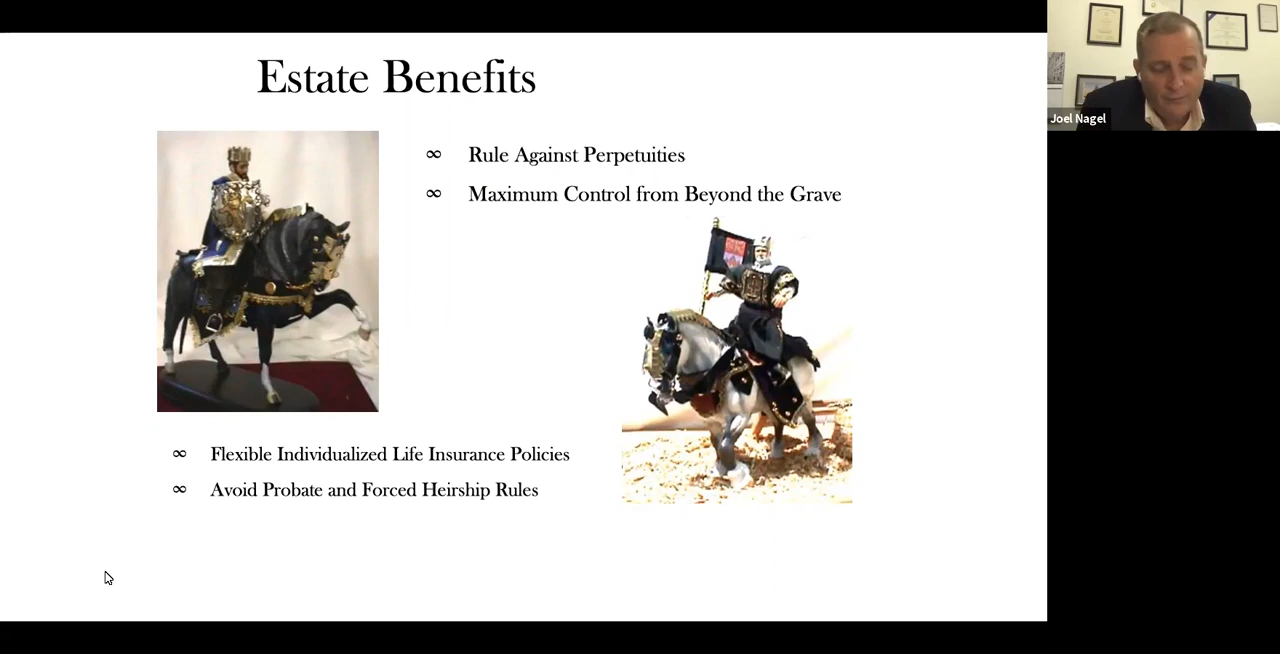 Estate Benefits
∞ Rule Against Perpetuities
∞ Maximum Control from Beyond the Grave
∞ Flexible Individualized Life Insurance Policies
∞ Avoid Probate and Forced Heirship Rules
Joel Nagel